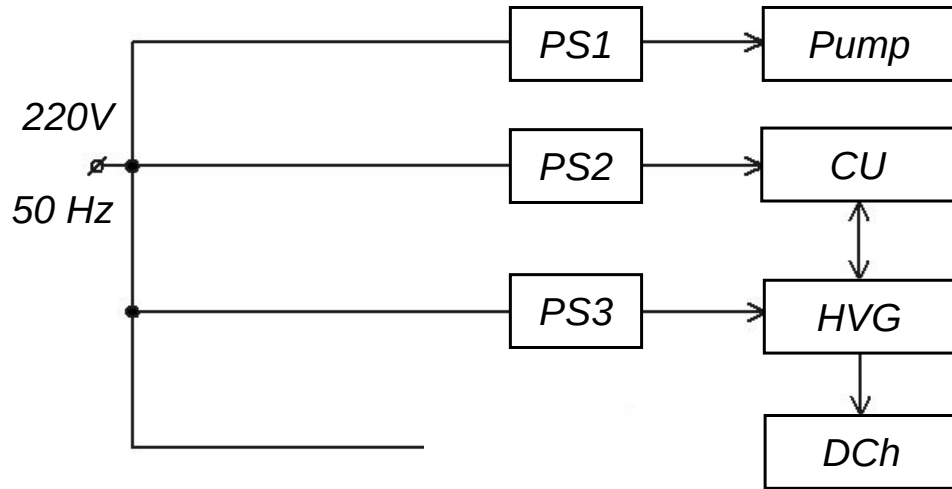 PS1
Pump
220V
PS2
CU
50 Hz
PS3
HVG
DCh